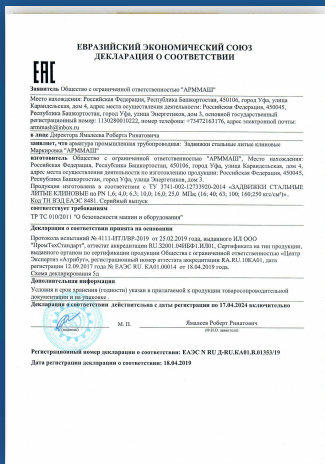 ЕВРАЗИЙСКИЙ ЭКОНОМИЧЕСКИЙ СОЮЗ
ДЕКЛАРАЦИЯ О СООТВЕТСТВИИ
ЕАС
Заявитель Общество с ограниченной ответственностью "АРММАШ"
Место нахождения: Российская Федерация, Республика Башкортостан, 450106, город Уфа, улица
Карандельская, дом 4, адрес места осуществления деятельности: Российская Федерация, 450045,
Республика Башкортостан, город Уфа, улица Энергетиков, дом 3, основной государственный
регистрационный номер: 1130280010222, номер телефона: +73472163176, адрес электронной почты:
armmash@inbox.ru
в лице Директора Ямалеева Роберта Ринатовича
заявляет, что арматура промышленная трубопроводная: Задвижки стальные литые клиновые
Маркировка "АРММАШ"
изготовитель Общество с ограниченной ответственностью "АРММАШ", Место нахождения:
Российская Федерация, Республика Башкортостан, 450106, город Уфа, улица Карандельская, дом 4,
адрес места осуществления деятельности по изготовлению продукции: Российская Федерация, 450045,
Республика Башкортостан, город Уфа, улица Энергетиков, дом 3.
Продукция изготовлена в соответствии с ТУ 3741-002-12733920-2014 «ЗАДВИЖКИ СТАЛЬНЫЕ
ЛИТЫЕ КЛИНОВЫЕ на PN 1,6; 4,0; 6,3; 10,0; 16,0; 25,0 МПа (16; 40; 63; 100; 160;250 кгс/см²)».
Код ТН ВЭД ЕАЭС 8481. Серийный выпуск
соответствует требованиям
ТР ТС 010/2011 "О безопасности машин и оборудования"
Декларация о соответствии принята на основании
Протокола испытаний № 4111-ИТЛ/ВР-2019 от 25.02.2019 года, выданного ИЛ ООО
"ПромТехСтандарт", аттестат аккредитации RU.32001.04ИБФ1.ИЛ01, Сертификата на тип продукции,
выданного органом по сертификации продукции Общества с ограниченной ответственностью «Центр
Экспертиз «Атрибут», регистрационный номер аттестата аккредитации RA.RU.10КА01, дата
регистрации 12.09.2017 года № ЕАЭС RU. КА01.00014 от 18.04.2019 года.
Схема декларирования
Дополнительная информация
Условия и срок хранения (годности) указан в прилагаемой к продукции товаросопроводительной
документации и на упаковке .
Декларация о соответствии действительна с даты регистрации по 17.04.2024 включительно
М. П.
Ямалеев Роберт Ринатович
Регистрационный номер декларации о соответствии: ЕАЭС N RU Д-RU.КА01.В.01353/19
Дата регистрации декларации о соответствии: 18.04.2019